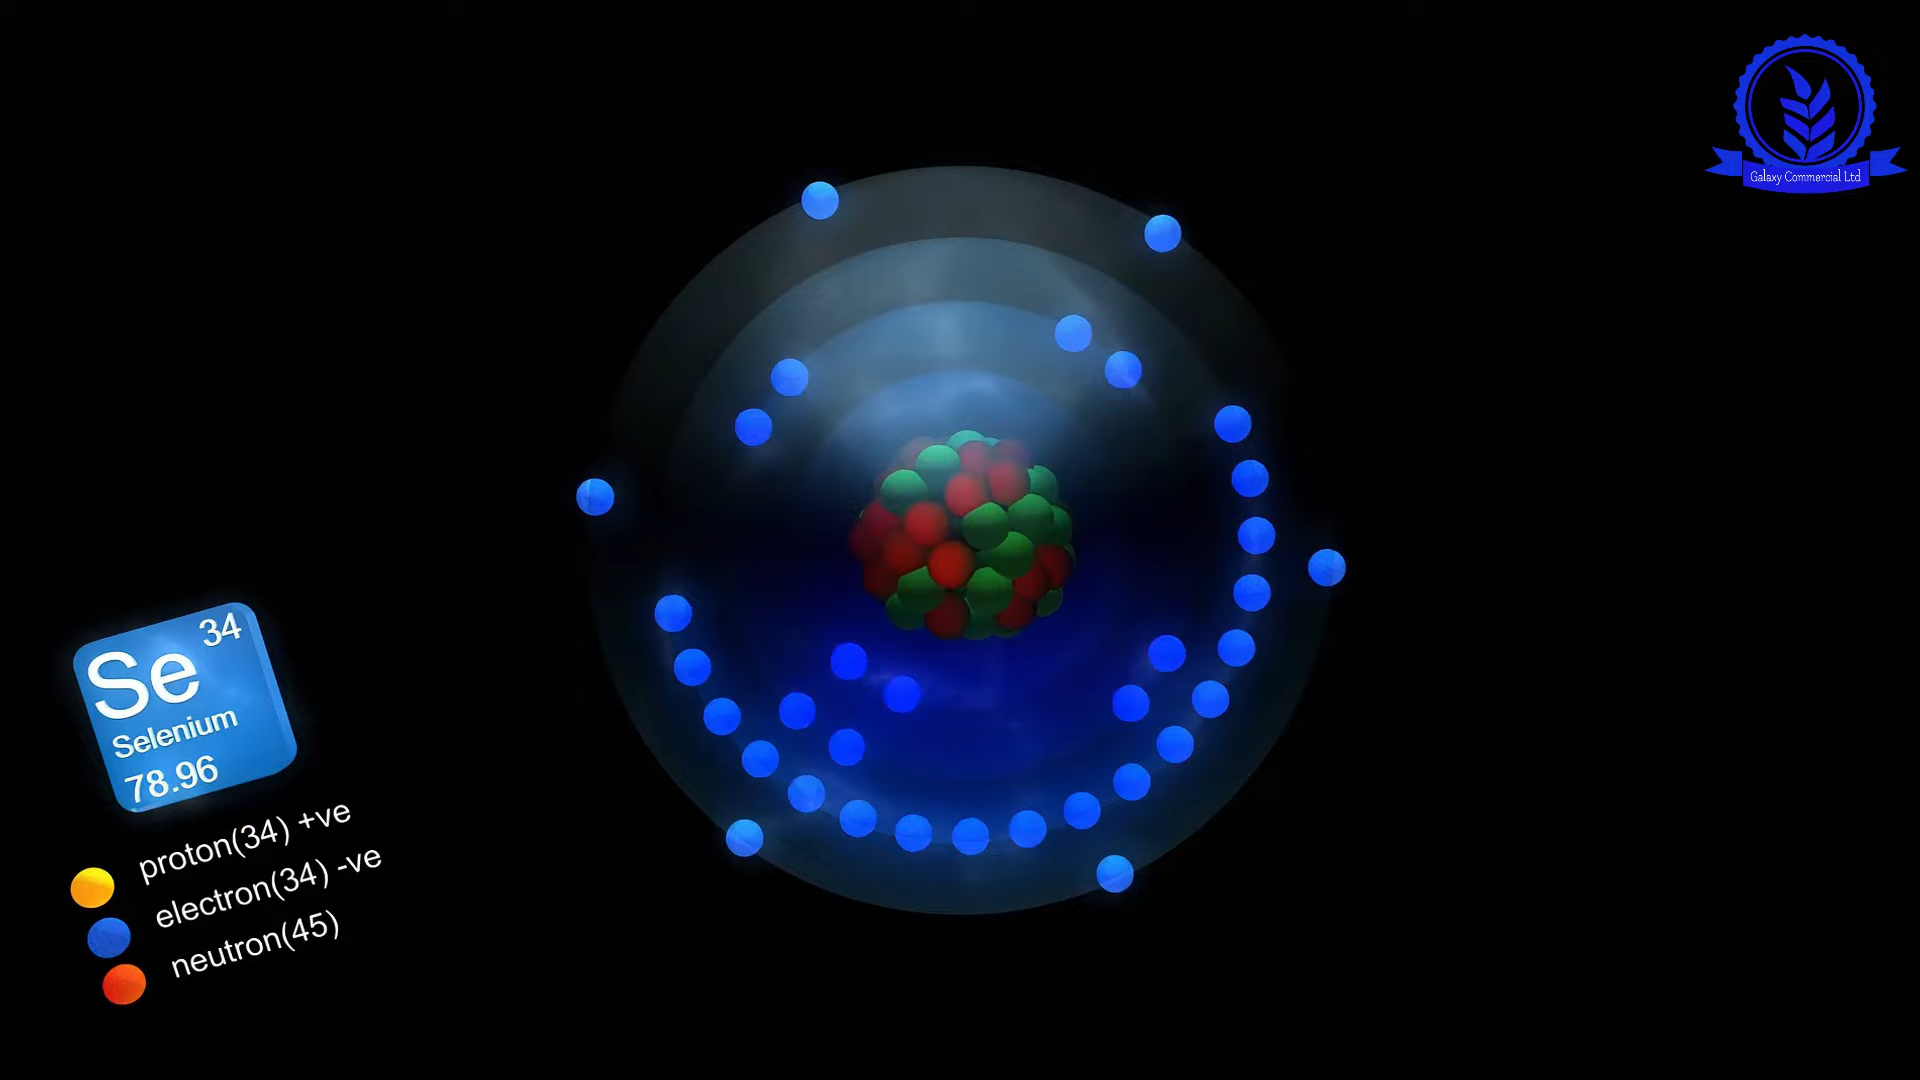 Galaxy Commercial Ltd
34
Se
Selenium
78.96
proton(34) +ve
electron(34) -ve
neutron(45)